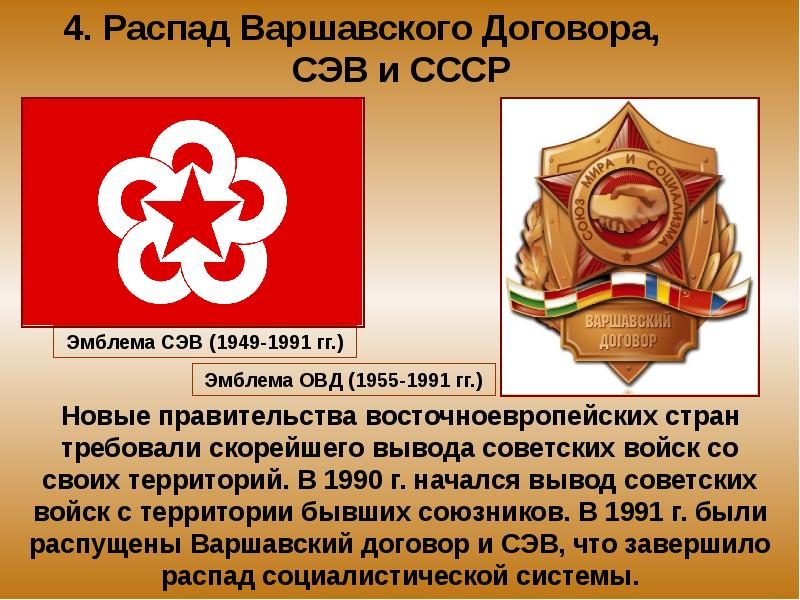 4. Распад Варшавского Договора,
СЭВ и СССР
СОЮЗ МИРА И СОЦИАЛИЗМА
ВАРШАВСКИЙ
ДОГОВОР
Эмблема СЭВ (1949-1991 гг.)
Эмблема ОВД (1955-1991 гг.)
Новые правительства восточноевропейских стран
требовали скорейшего вывода советских войск со
своих территорий. В 1990 г. начался вывод советских
войск с территории бывших союзников. В 1991 г. были
распущены Варшавский договор и СЭВ, что завершило
распад социалистической системы.